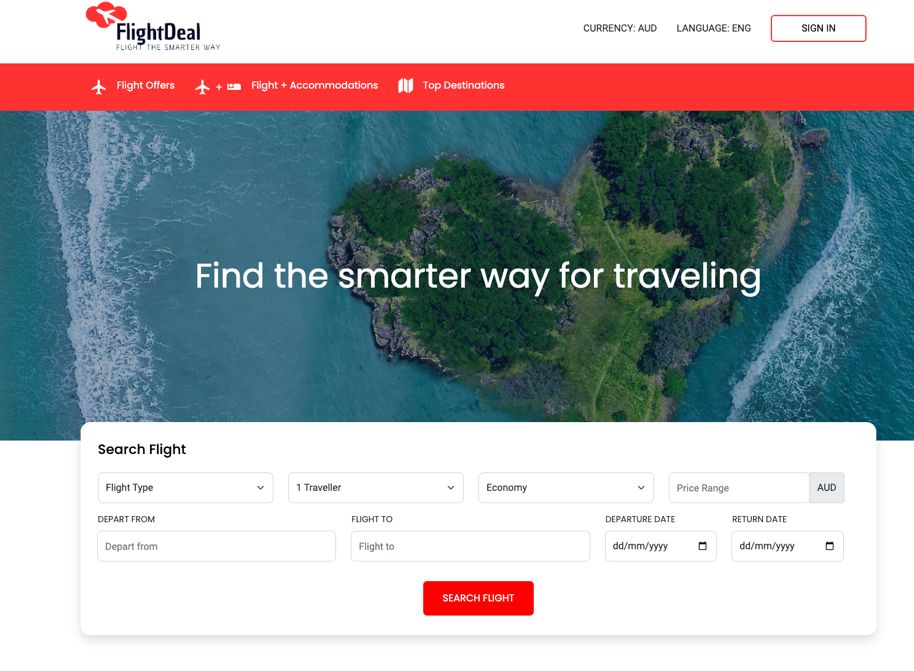 FlightDeal
FLIGHT THE SMARTER WAY
CURRENCY: AUD
LANGUAGE: ENG
SIGN IN
Flight Offers
+
Flight + Accommodations
Top Destinations
Find the smarter way for traveling
Search Flight
Flight Type
1 Traveller
Economy
Price Range
AUD
DEPART FROM
FLIGHT TO
DEPARTURE DATE
RETURN DATE
Depart from
Flight to
dd/mm/yyyy
dd/mm/yyyy
SEARCH FLIGHT